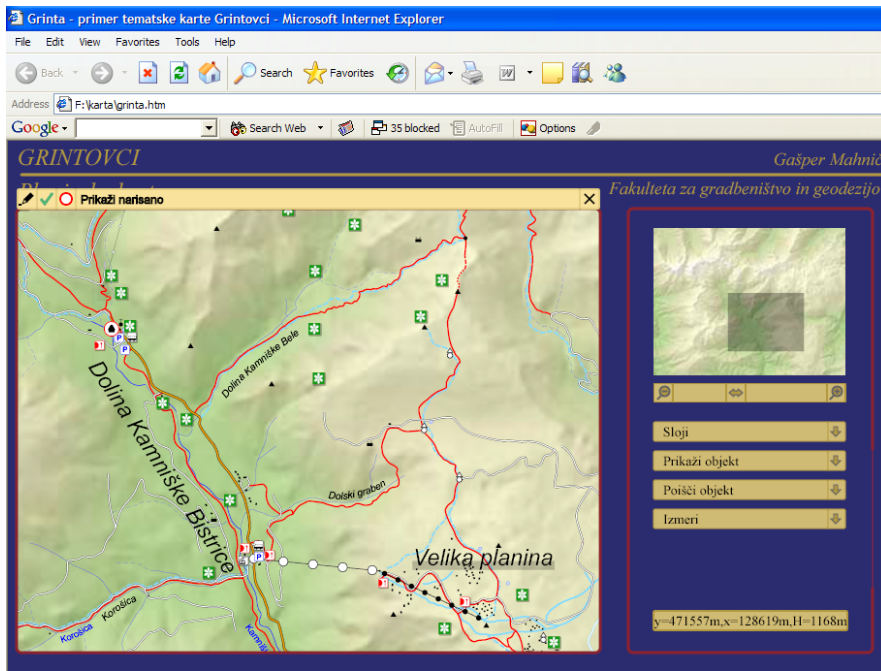 Grinta - primer tematske karte Grintovci - Microsoft Internet Explorer
File Edit View Favorites Tools Help
Back Search Favorites
Address F:\karta\grinta.htm
Google Search Web 35 blocked AutoFill Options
GRINTOVCI
Gašper Mahnič
Fakulteta za gradbeništvo in geodezijo
Prikaži narisano
Dolina Kamniške Bele
Dolina Kamniške Bistrice
Dolski graben
Velika planina
Korošica
Korošica
Sloji
Prikaži objekt
Poišči objekt
Izmeri
y=471557m,x=128619m,H=1168m